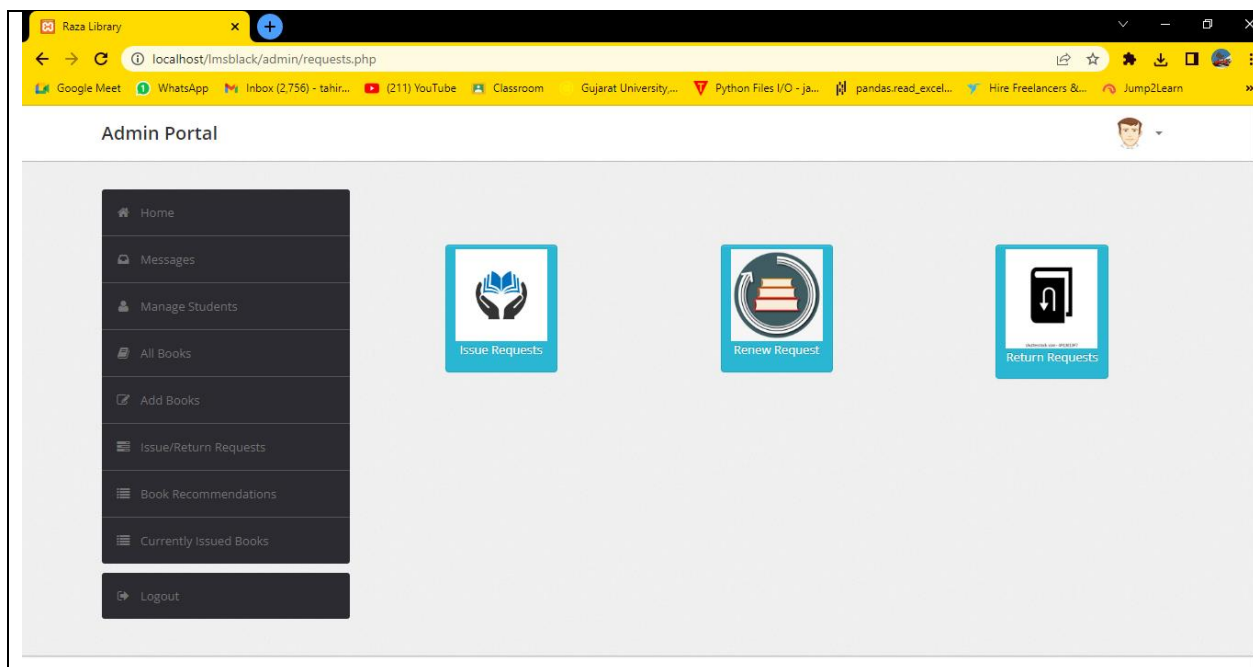 Raza Library
localhost/lmsblack/admin/requests.php
Google Meet WhatsApp Inbox (2,756) - tahir... (211) YouTube Classroom Gujarat University,... Python Files I/O - ja... pandas.read_excel... Hire Freelancers &... Jump2Learn »
Admin Portal
Home
Messages
Manage Students
All Books
Add Books
Issue/Return Requests
Book Recommendations
Currently Issued Books
Logout
Issue Requests
Renew Request
Return Requests